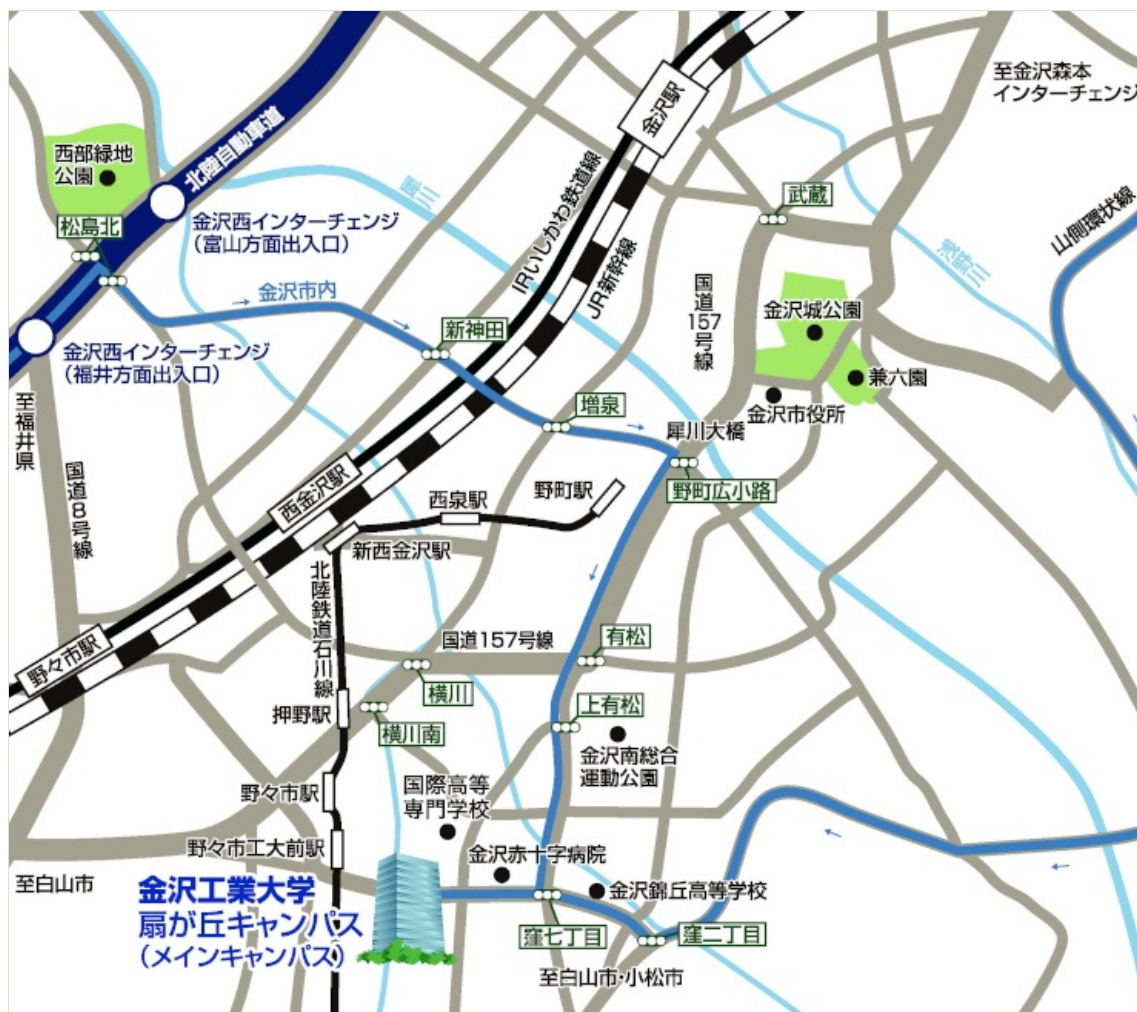 至金沢森本
インターチェンジ
金沢駅
西部緑地
公園
北陸自動車道
犀川
IRいしかわ鉄道線
JR新幹線
武蔵
浅野川
山側環状線
松島北
金沢西インターチェンジ
(富山方面出入口)
→ 金沢市内
→
新神田
国道157号線
金沢城公園
兼六園
金沢西インターチェンジ
(福井方面出入口)
至福井県
国道8号線
増泉
→
犀川大橋
金沢市役所
野町広小路
西金沢駅
西泉駅
野町駅
新西金沢駅
北陸鉄道石川線
国道157号線
有松
野々市駅
横川
押野駅
横川南
上有松
金沢南総合
運動公園
国際高等
専門学校
野々市駅
野々市工大前駅
至白山市
金沢赤十字病院
金沢錦丘高等学校
金沢工業大学
扇が丘キャンパス
(メインキャンパス)
窪七丁目
窪二丁目
至白山市・小松市